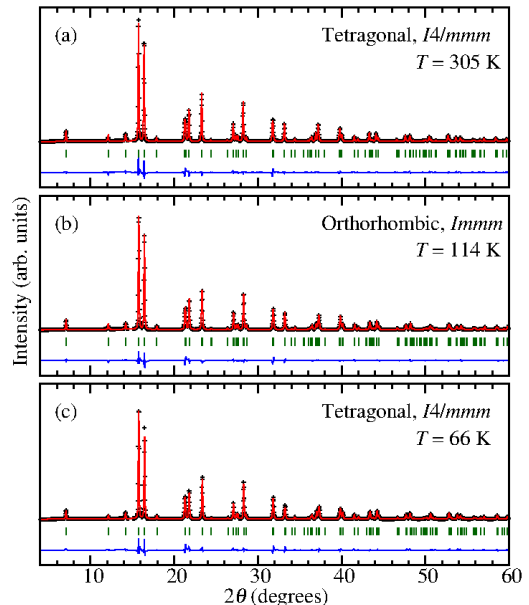 (a)
Tetragonal, I4/mmm
T = 305 K
(b)
Orthorhombic, Immm
T = 114 K
Intensity (arb. units)
(c)
Tetragonal, I4/mmm
T = 66 K
10 20 30 40 50 60
2θ (degrees)